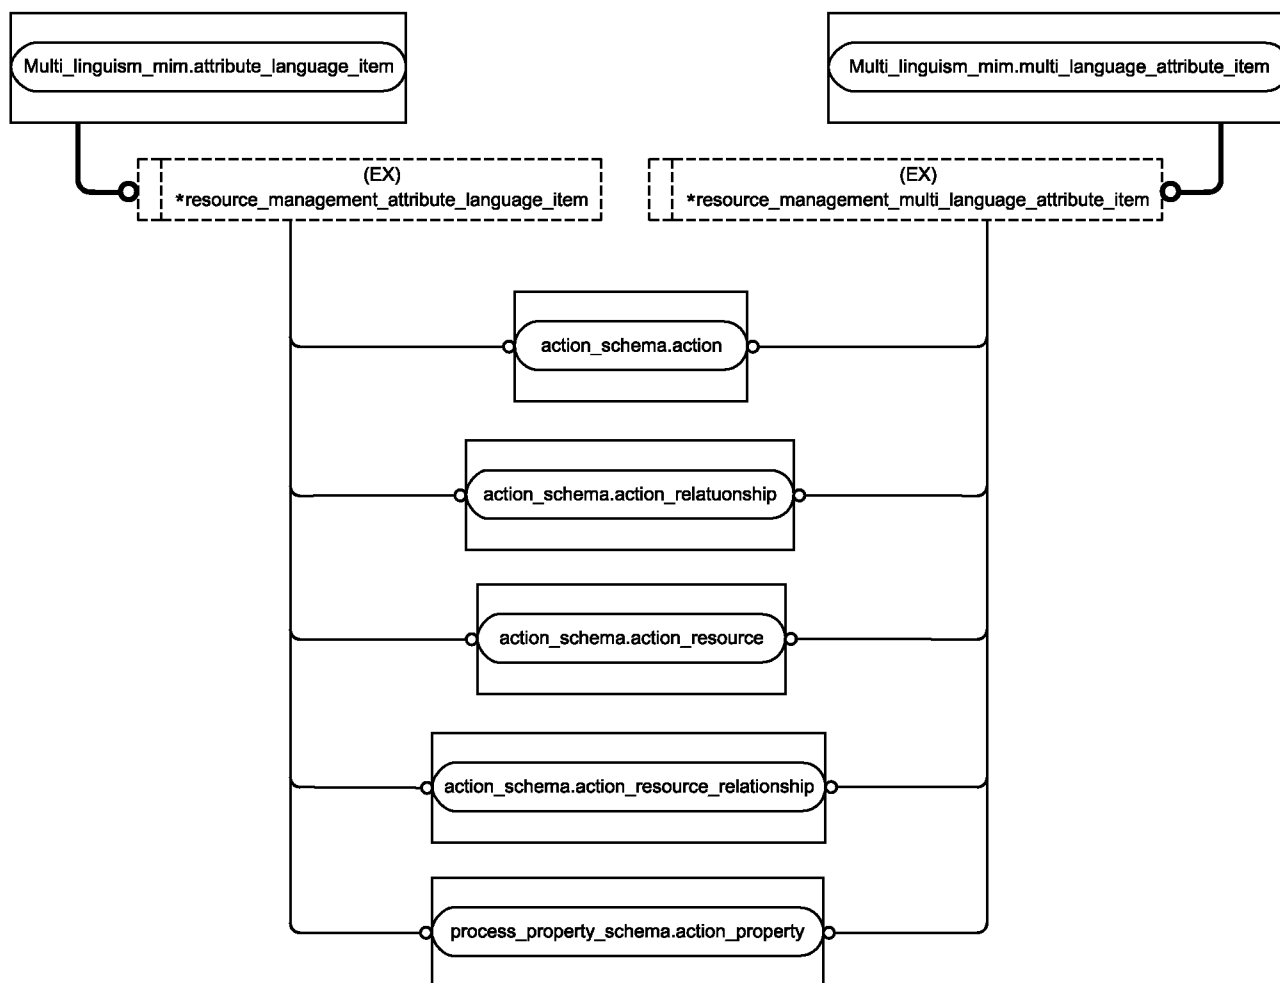 Multi_linguism_mim.attribute_language_item
Multi_linguism_mim.multi_language_attribute_item
(EX)
*resource_management_attribute_language_item
(EX)
*resource_management_multi_language_attribute_item
action_schema.action
action_schema.action_relatuonship
action_schema.action_resource
action_schema.action_resource_relationship
process_property_schema.action_property